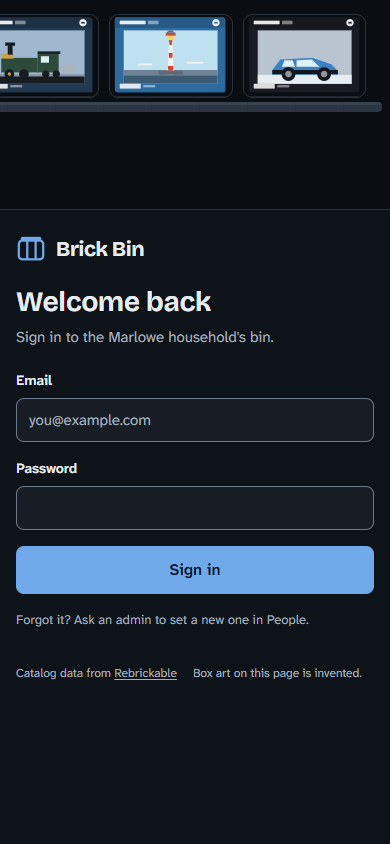 Brick Bin
Welcome back
Sign in to the Marlowe household's bin.
Email
you@example.com
Password
Sign in
Forgot it? Ask an admin to set a new one in People.
Catalog data from Rebrickable
Box art on this page is invented.